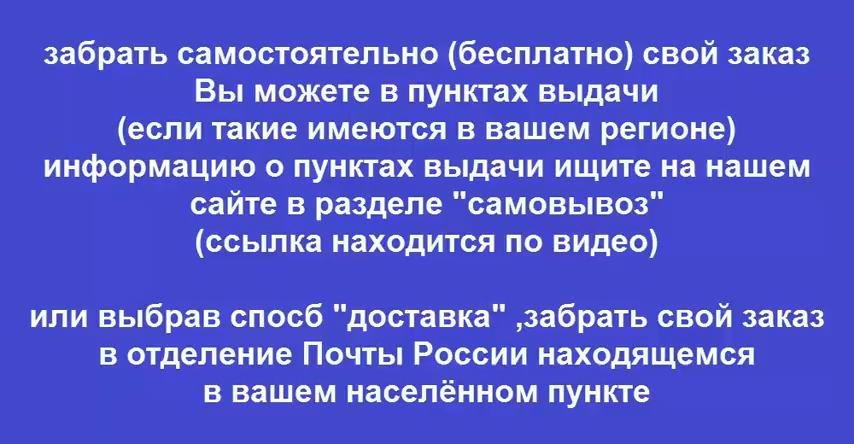 забрать самостоятельно (бесплатно) свой заказ
Вы можете в пунктах выдачи
(если такие имеются в вашем регионе)
информацию о пунктах выдачи ищите на нашем
сайте в разделе "самовывоз"
(ссылка находится по видео)
или выбрав спосб "доставка" ,забрать свой заказ
в отделение Почты России находящемся
в вашем населённом пункте